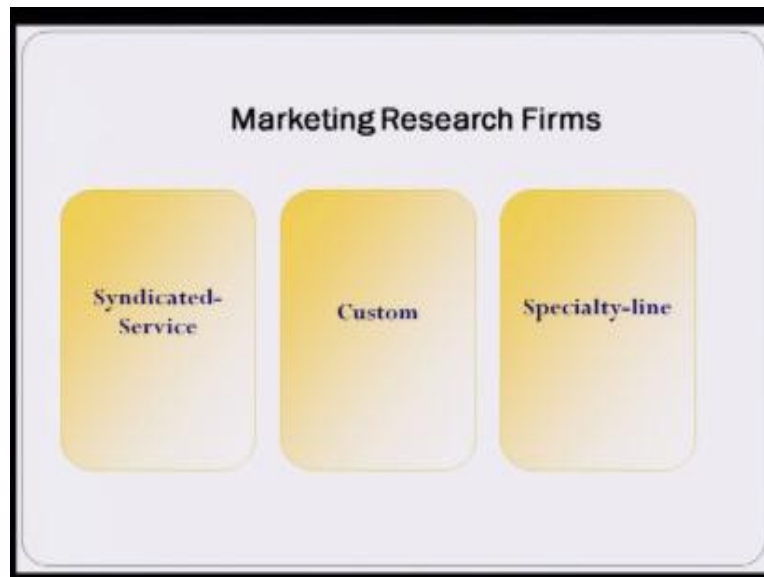 Marketing Research Firms
Syndicated-
Service
Custom
Specialty-line